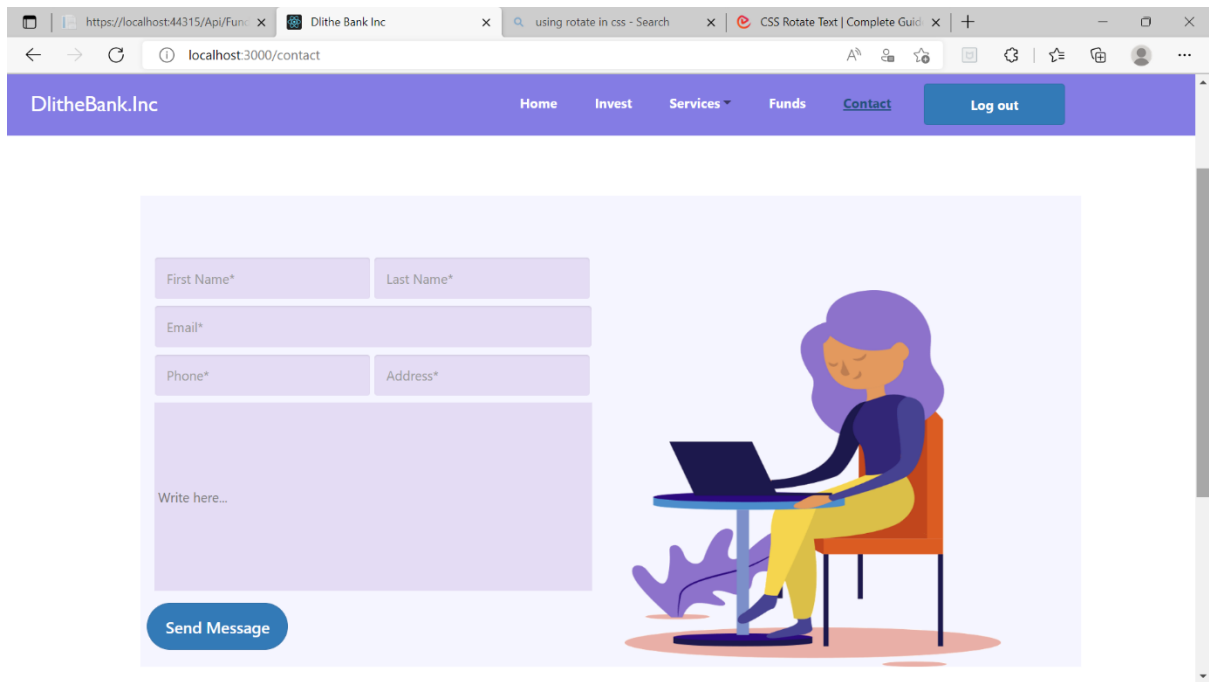 https://localhost:44315/Api/Func Dlithe Bank Inc using rotate in css - Search CSS Rotate Text | Complete Guid
localhost:3000/contact
DlitheBank.Inc Home Invest Services Funds Contact Log out
First Name* Last Name*
Email*
Phone* Address*
Write here...
Send Message